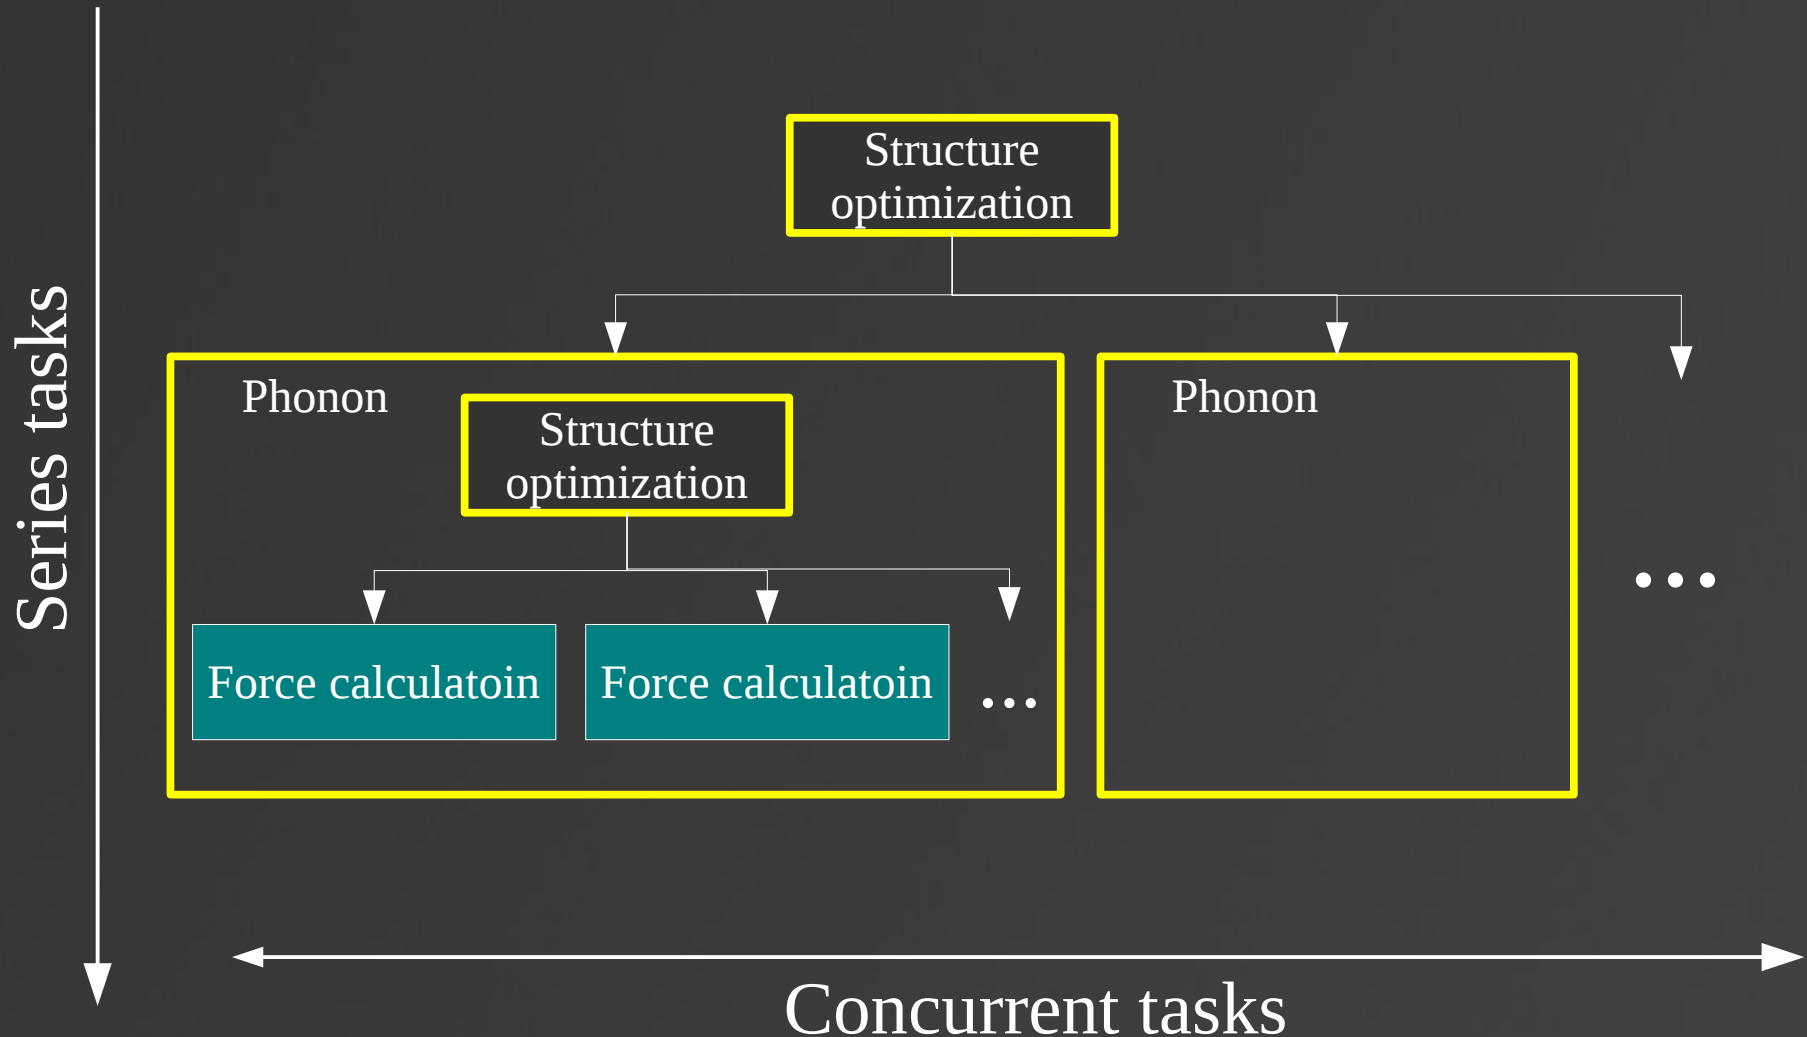 Structure
optimization
Series tasks
Phonon
Structure
optimization
Force calculatoin
Force calculatoin
...
Phonon
...
Concurrent tasks